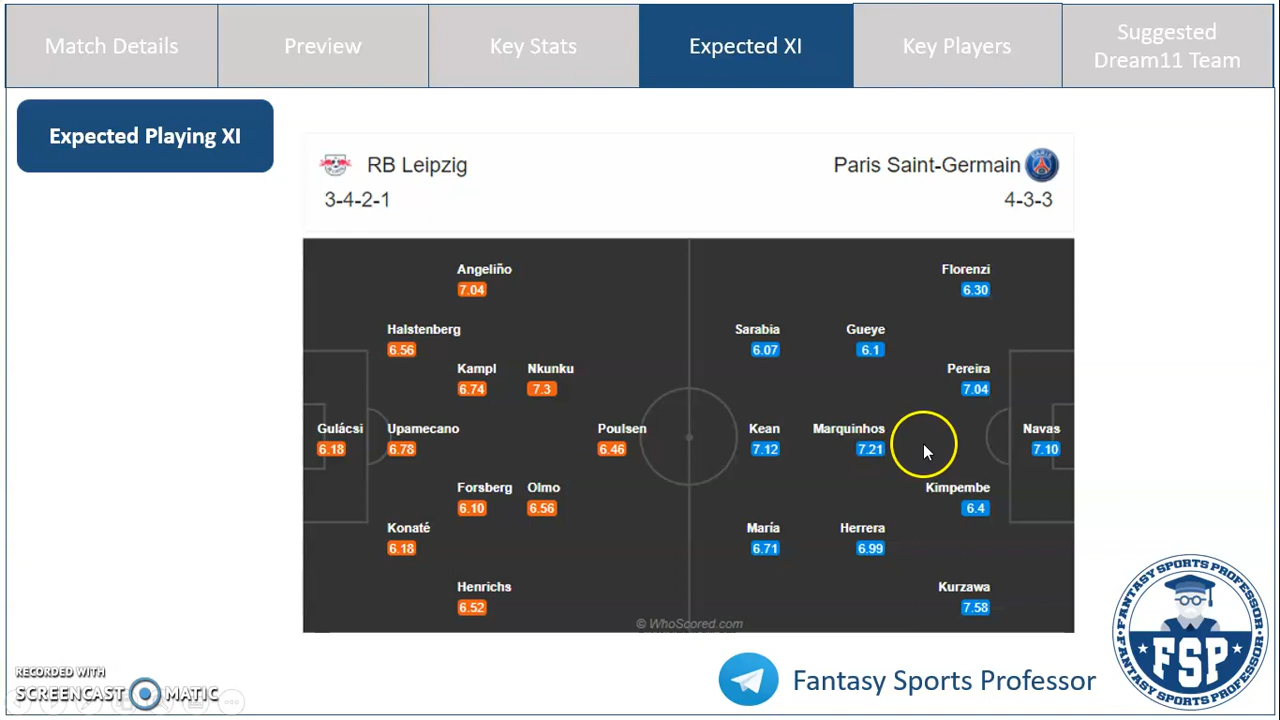 Match Details
Preview
Key Stats
Expected XI
Key Players
Suggested
Dream11 Team
Expected Playing XI
RB Leipzig
Paris Saint-Germain
3-4-2-1
4-3-3
Angeliño
7.04
Halstenberg
6.56
Kampl
6.74
Nkunku
7.3
Gulácsi
6.18
Upamecano
6.78
Poulsen
6.46
Forsberg
6.10
Olmo
6.56
Konaté
6.18
Henrichs
6.52
Florenzi
6.30
Sarabia
6.07
Gueye
6.1
Pereira
7.04
Kean
7.12
Marquinhos
7.21
Navas
7.10
Kimpembe
6.4
María
6.71
Herrera
6.99
Kurzawa
7.58
© WhoScored.com
RECORDED WITH
SCREENCAST MATIC
Fantasy Sports Professor
FANTASY SPORTS PROFESSOR
FANTASY SPORTS PROFESSOR
FSP